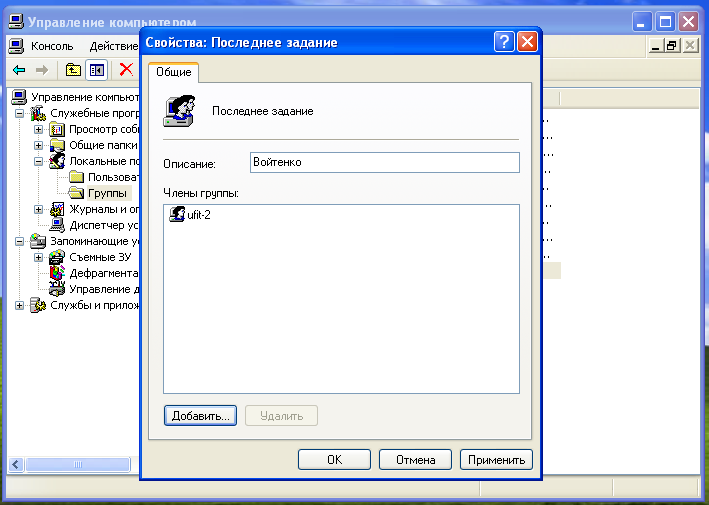 Управление компьютером
Консоль Действие
Управление компьют
Служебные прогр
Просмотр собы
Общие папки
Локальные по
Пользоват
Группы
Журналы и оп
Диспетчер ус
Запоминающие ус
Съемные ЗУ
Дефрагмента
Управление д
Службы и прилож
Свойства: Последнее задание
Общие
Последнее задание
Описание: Войтенко
Члены группы:
ufit-2
Добавить... Удалить
OK Отмена Применить